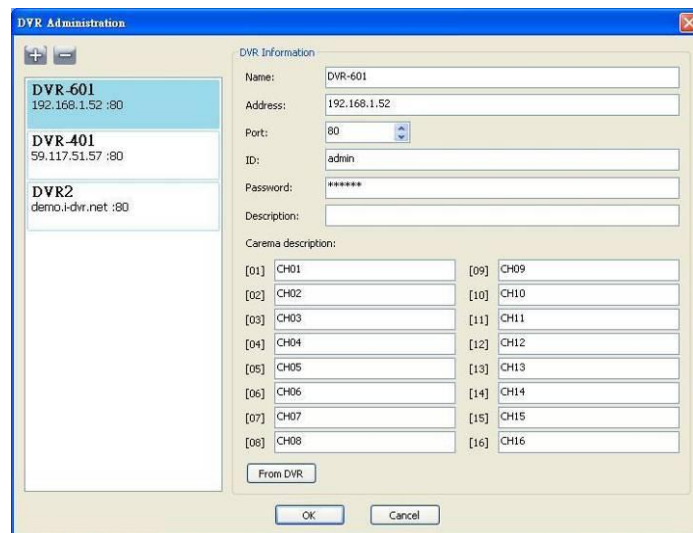 DVR Administration
DVR-601
192.168.1.52 :80
DVR-401
59.117.51.57 :80
DVR2
demo.i-dvr.net :80
DVR Information
Name: DVR-601
Address: 192.168.1.52
Port: 80
ID: admin
Password: ******
Description:
Carema description:
[01] CH01 [09] CH09
[02] CH02 [10] CH10
[03] CH03 [11] CH11
[04] CH04 [12] CH12
[05] CH05 [13] CH13
[06] CH06 [14] CH14
[07] CH07 [15] CH15
[08] CH08 [16] CH16
From DVR
OK Cancel